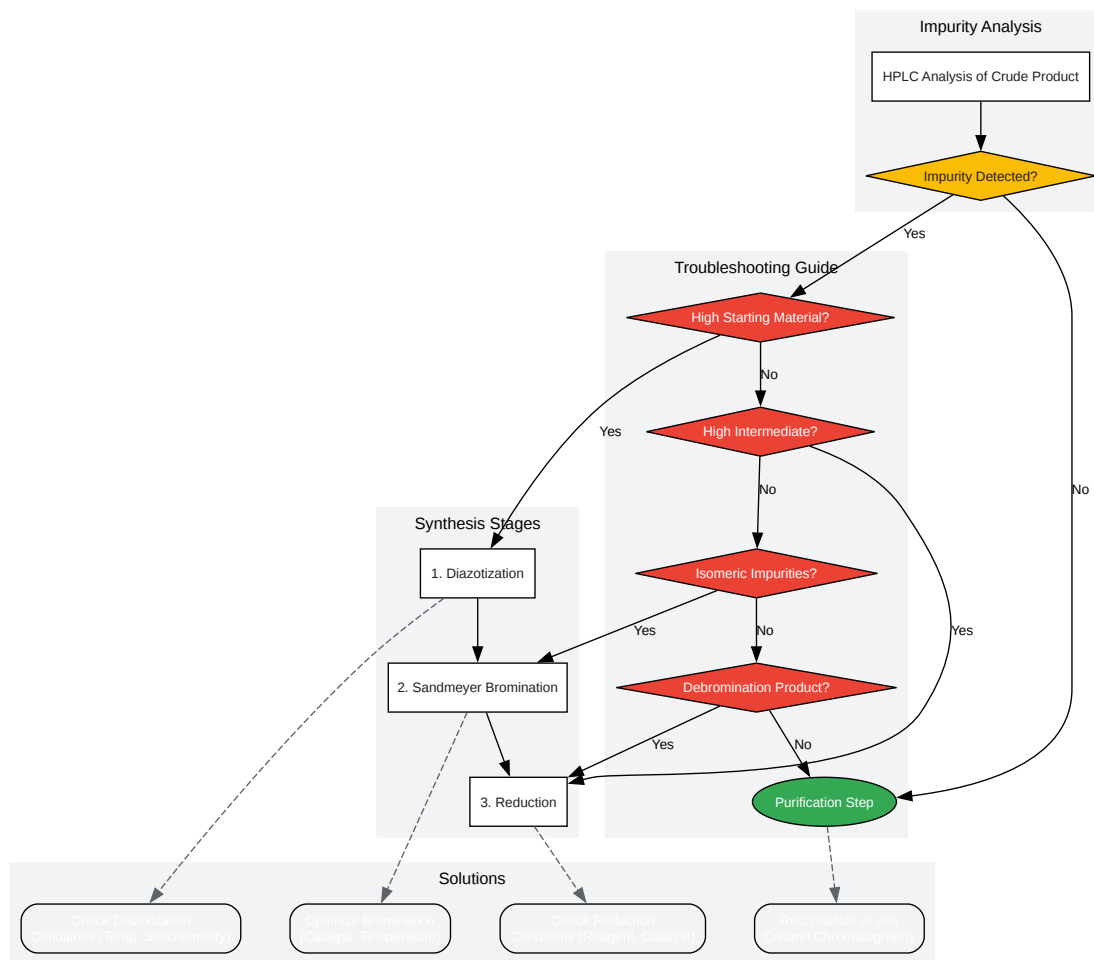 Impurity Analysis
HPLC Analysis of Crude Product
Impurity Detected?
Yes
Troubleshooting Guide
High Starting Material?
No
High Intermediate?
Yes
No
No
Synthesis Stages
1. Diazotization
Isomeric Impurities?
Yes
No
Yes
2. Sandmeyer Bromination
Debromination Product?
Yes
No
3. Reduction
Purification Step
Solutions
Check Diazotization
Conditions (Temp, Stoichiometry)
Optimize Bromination
(Catalyst, Temperature)
Check Reduction
Conditions (Reagent, Catalyst)
Recrystallize or use
Column Chromatography